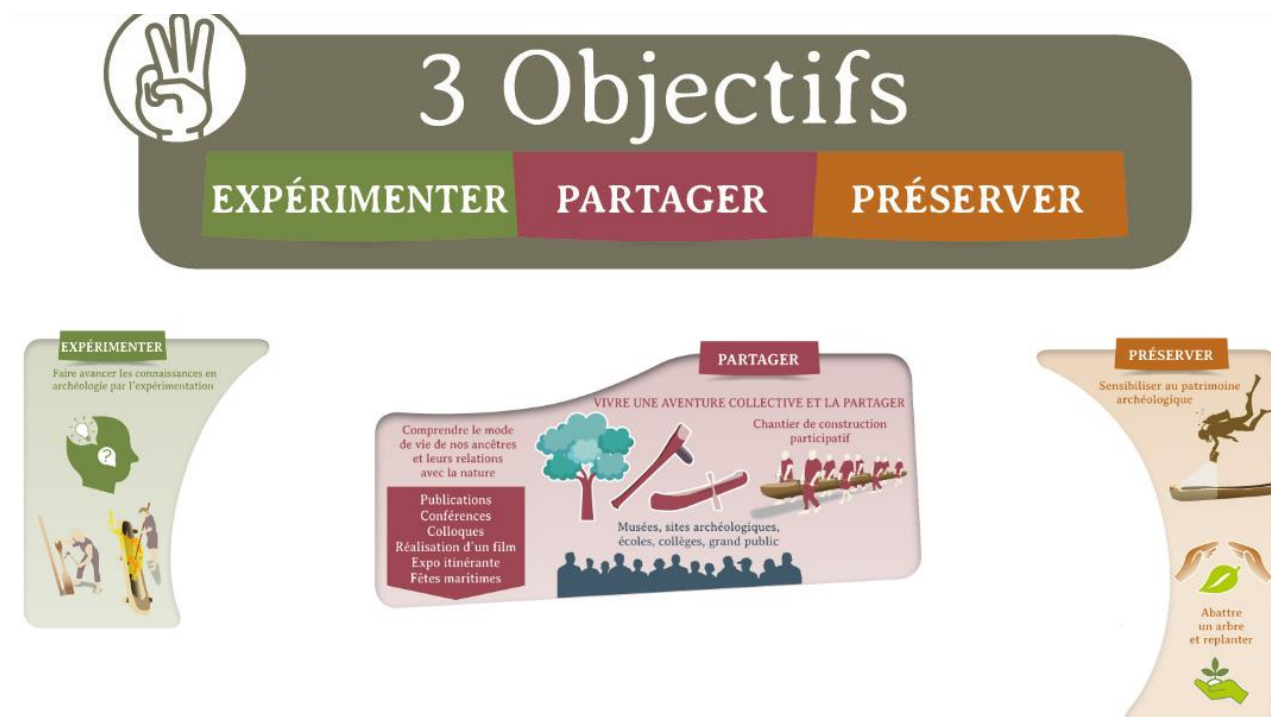 3 Objectifs
EXPÉRIMENTER
PARTAGER
PRÉSERVER
EXPÉRIMENTER
Faire avancer les connaissances en
archéologie par l'expérimentation
?
PARTAGER
VIVRE UNE AVENTURE COLLECTIVE ET LA PARTAGER
Comprendre le mode
de vie de nos ancêtres
et leurs relations
avec la nature
Publications
Conférences
Colloques
Réalisation d'un film
Expo itinérante
Fêtes maritimes
Chantier de construction
participatif
Musées, sites archéologiques,
écoles, collèges, grand public
PRÉSERVER
Sensibiliser au patrimoine
archéologique
Abattre
un arbre
et replanter